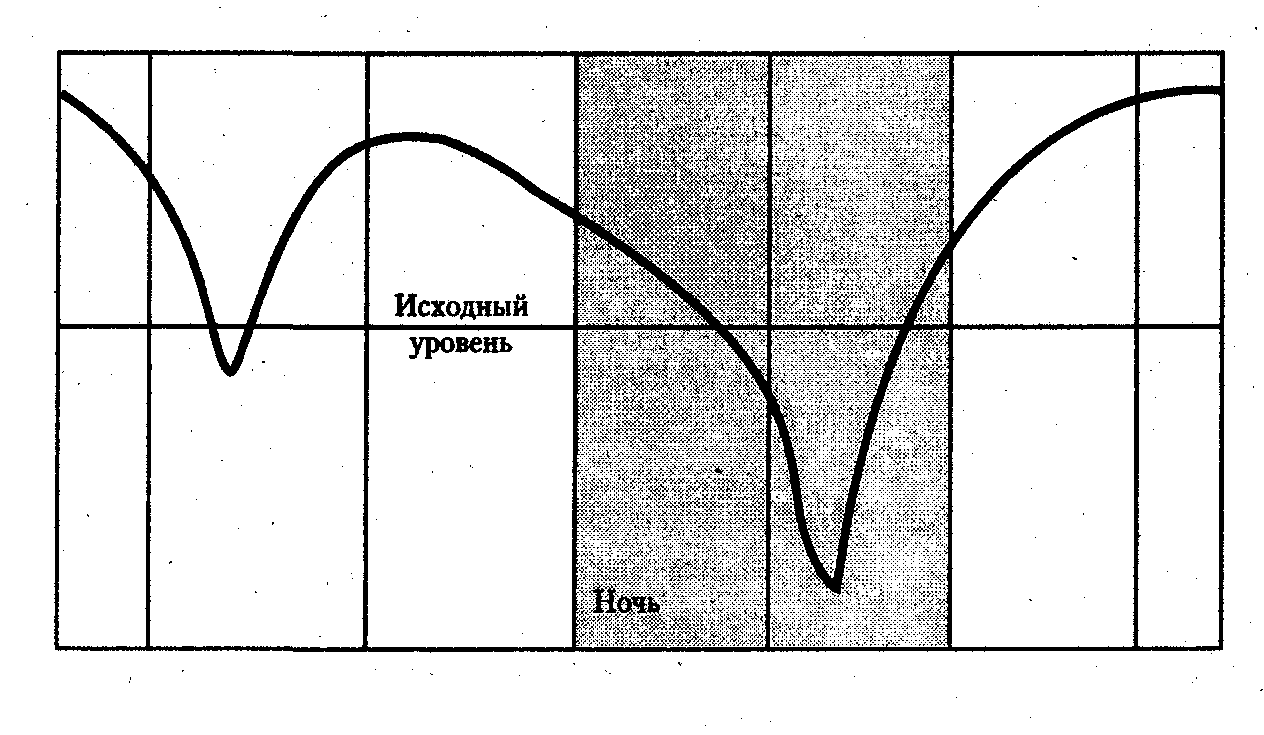 Исходный
уровень
Ночь